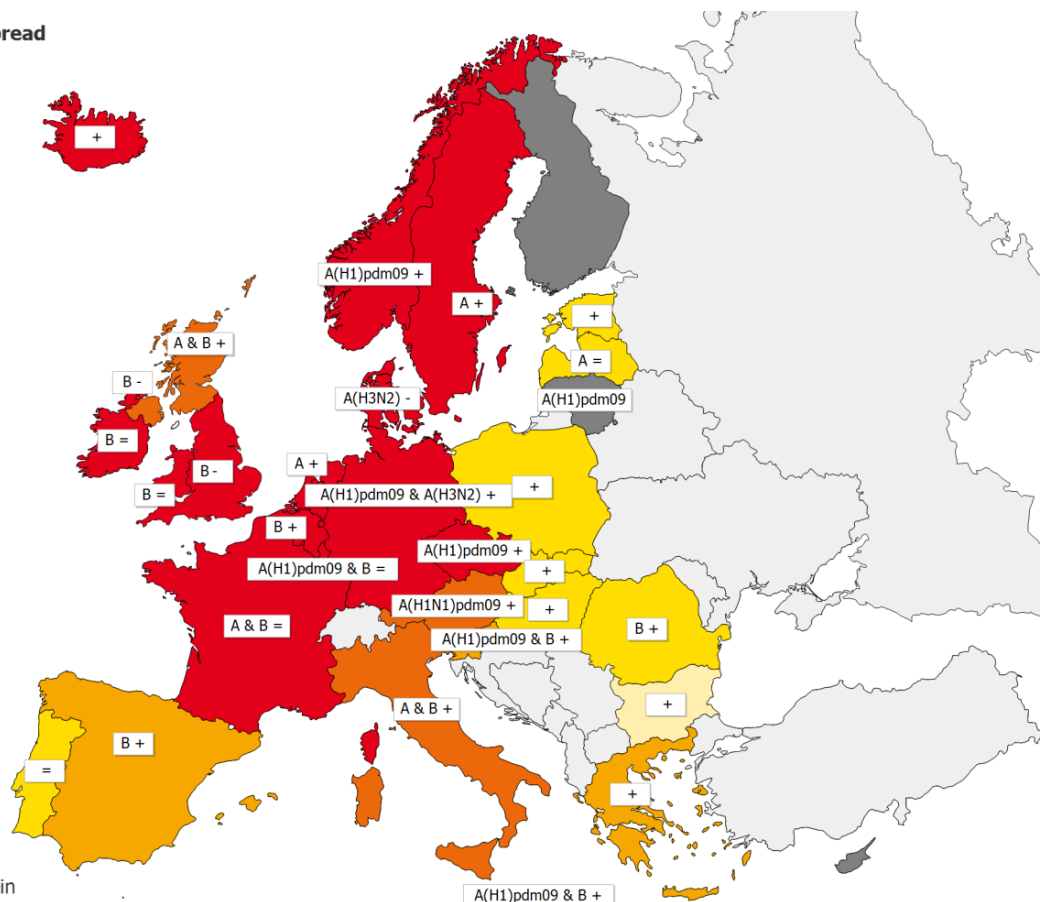 pread
+
A(H1)pdm09 +
A +
+
A & B +
A =
B -
A(H3N2) -
A(H1)pdm09
B =
A +
B -
B =
A(H1)pdm09 & A(H3N2) +
+
B +
A(H1)pdm09 +
A(H1)pdm09 & B =
+
A(H1N1)pdm09 +
+
A & B =
A(H1)pdm09 & B +
B +
A & B +
+
B +
=
+
in
A(H1)pdm09 & B +